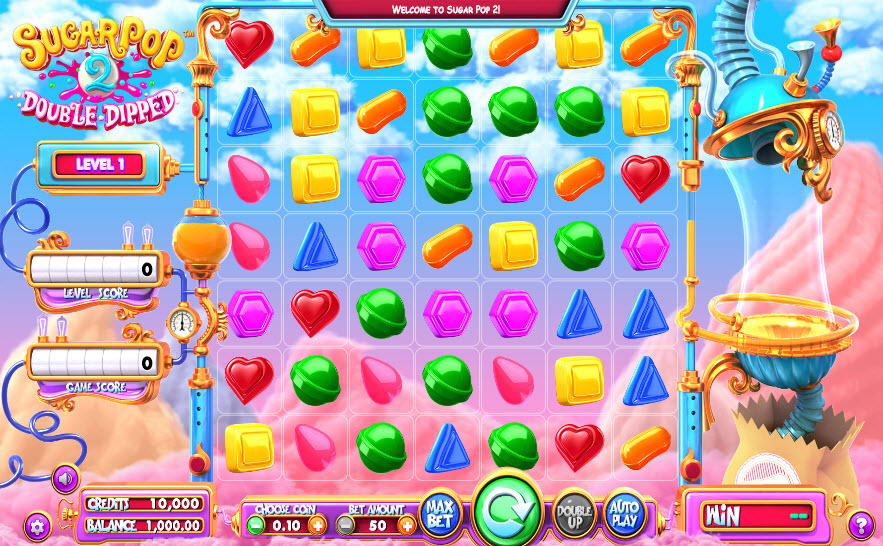 WELCOME TO SUGAR POP 2!
SUGAR POP ™
2
DOUBLE-DIPPED
LEVEL 1
0
LEVEL SCORE
0
GAME SCORE
CREDITS 10,000
BALANCE 1,000.00
CHOOSE COIN
0.10
BET AMOUNT
50
MAX
BET
DOUBLE
UP
AUTO
PLAY
WIN --
?